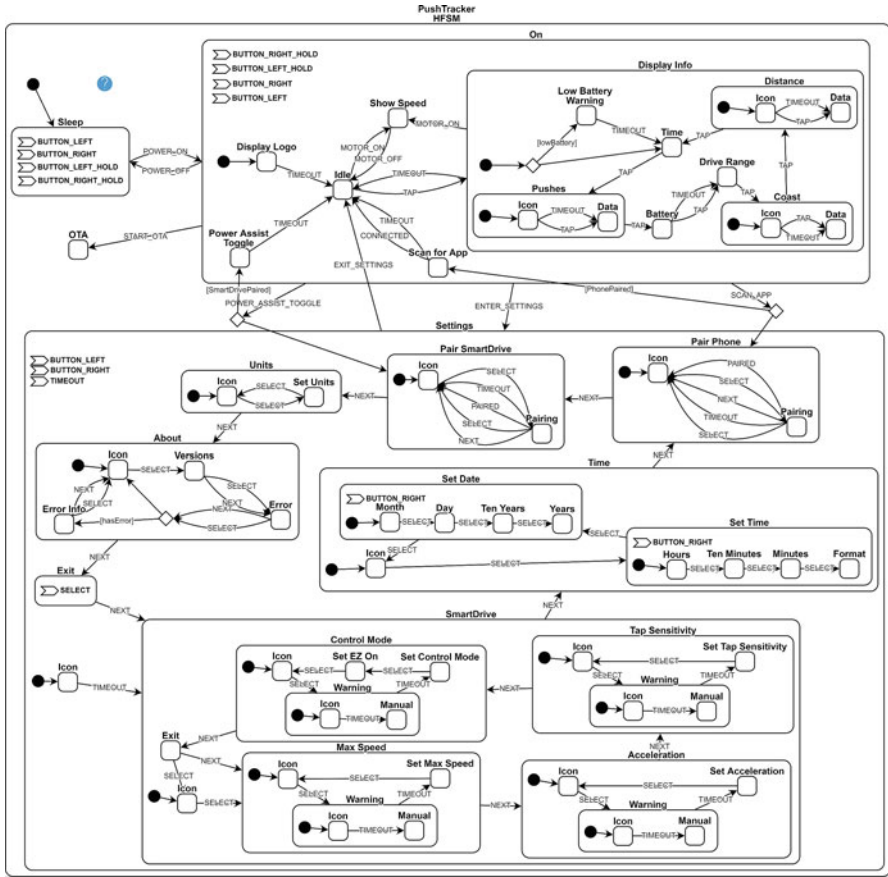 PushTracker
HFSM
On
BUTTON_RIGHT_HOLD
BUTTON_LEFT_HOLD
BUTTON_RIGHT
BUTTON_LEFT
Display Info
Low Battery
Warning
Distance
Icon
TIMEOUT
TAP
Data
Show Speed
MOTOR_ON
[lowBattery]
TIMEOUT
Time
TAP
?
Sleep
BUTTON_LEFT
BUTTON_RIGHT
BUTTON_LEFT_HOLD
BUTTON_RIGHT_HOLD
POWER_ON
POWER_OFF
Display Logo
TIMEOUT
MOTOR_ON
MOTOR_OFF
Idle
TIMEOUT
TAP
TAP
Drive Range
TAP
Pushes
Icon
TIMEOUT
TAP
Data
TAP
Battery
TIMEOUT
TAP
TAP
Coast
Icon
TAP
TIMEOUT
Data
OTA
START_OTA
Power Assist
Toggle
TIMEOUT
TIMEOUT
CONNECTED
Scan for App
EXIT_SETTINGS
[SmartDrivePaired]
POWER_ASSIST_TOGGLE
ENTER_SETTINGS
[PhonePaired]
SCAN_APP
Settings
BUTTON_LEFT
BUTTON_RIGHT
TIMEOUT
Units
Icon
SELECT
SELECT
Set Units
NEXT
Pair SmartDrive
Icon
SELECT
TIMEOUT
PAIRED
SELECT
NEXT
Pairing
NEXT
Pair Phone
Icon
PAIRED
SELECT
NEXT
TIMEOUT
SELECT
Pairing
NEXT
NEXT
About
Icon
SELECT
Versions
NEXT
SELECT
Error Info
[hasError]
SELECT
NEXT
NEXT
SELECT
Error
NEXT
Time
Set Date
BUTTON_RIGHT
Month
SELECT
Day
SELECT
Ten Years
SELECT
Years
SELECT
Icon
SELECT
SELECT
Set Time
BUTTON_RIGHT
Hours
SELECT
Ten Minutes
SELECT
Minutes
SELECT
Format
Exit
SELECT
NEXT
NEXT
SmartDrive
Icon
TIMEOUT
Control Mode
Icon
SELECT
Set EZ On
SELECT
Set Control Mode
SELECT
Warning
TIMEOUT
Icon
TIMEOUT
Manual
NEXT
Tap Sensitivity
Icon
SELECT
Set Tap Sensitivity
SELECT
Warning
TIMEOUT
Icon
TIMEOUT
Manual
NEXT
Exit
NEXT
NEXT
SELECT
Icon
SELECT
Max Speed
Icon
SELECT
Set Max Speed
SELECT
Warning
TIMEOUT
Icon
TIMEOUT
Manual
NEXT
Acceleration
Icon
SELECT
Set Acceleration
SELECT
Warning
TIMEOUT
Icon
TIMEOUT
Manual